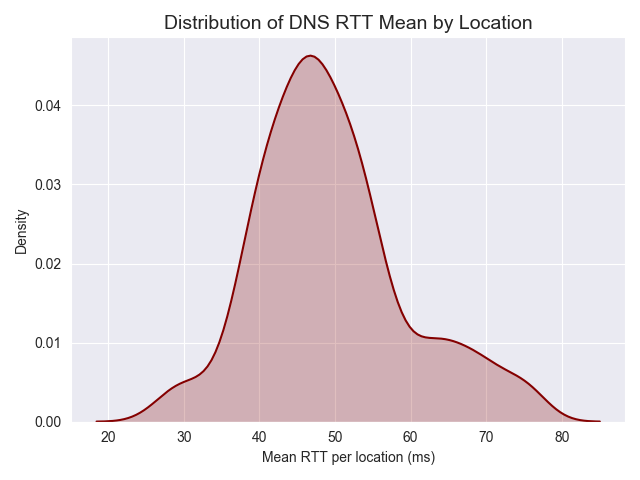 Distribution of DNS RTT Mean by Location
0.04
0.03
0.02
0.01
0.00
Density
20 30 40 50 60 70 80
Mean RTT per location (ms)